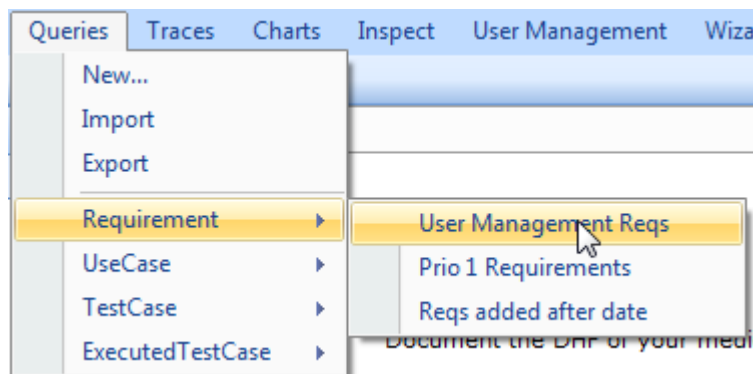 Queries Traces Charts Inspect User Management Wiza
New...
Import
Export
Requirement
User Management Reqs
UseCase
Prio 1 Requirements
TestCase
Reqs added after date
ExecutedTestCase
Document the DHF of your medi